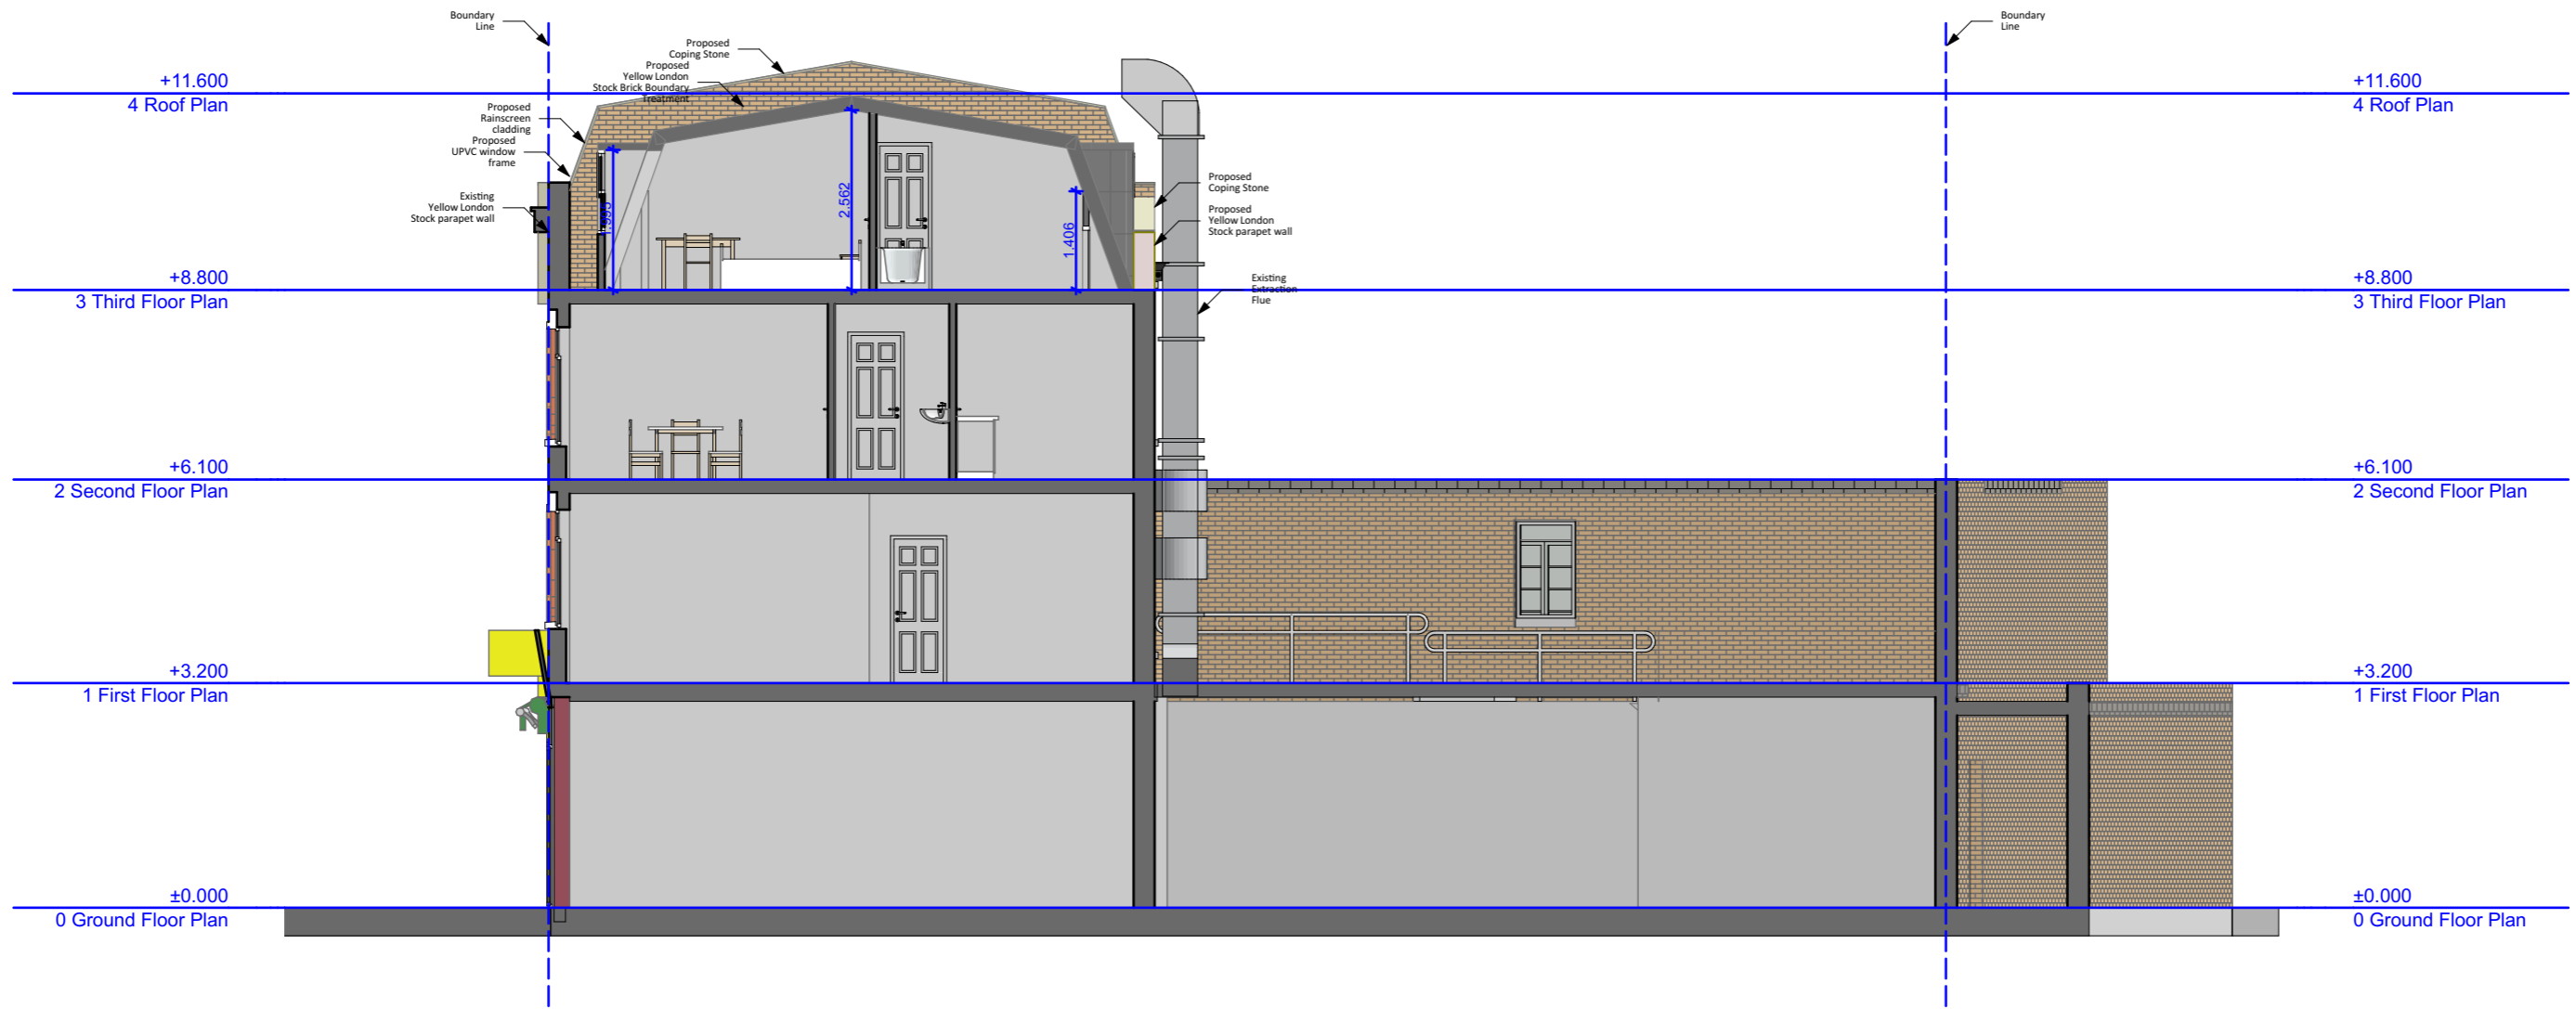 Boundary
Line
Boundary
Line
Proposed
Coping Stone
Proposed
Yellow London
Stock Brick Boundary
Treatment
+11.600
4 Roof Plan
+11.600
4 Roof Plan
Proposed
Rainscreen
cladding
Proposed
UPVC window
frame
Existing
Yellow London
Stock parapet wall
2.562
1.406
Proposed
Coping Stone
Proposed
Yellow London
Stock parapet wall
Existing
Extraction
Flue
+8.800
3 Third Floor Plan
+8.800
3 Third Floor Plan
+6.100
2 Second Floor Plan
+6.100
2 Second Floor Plan
+3.200
1 First Floor Plan
+3.200
1 First Floor Plan
±0.000
0 Ground Floor Plan
±0.000
0 Ground Floor Plan